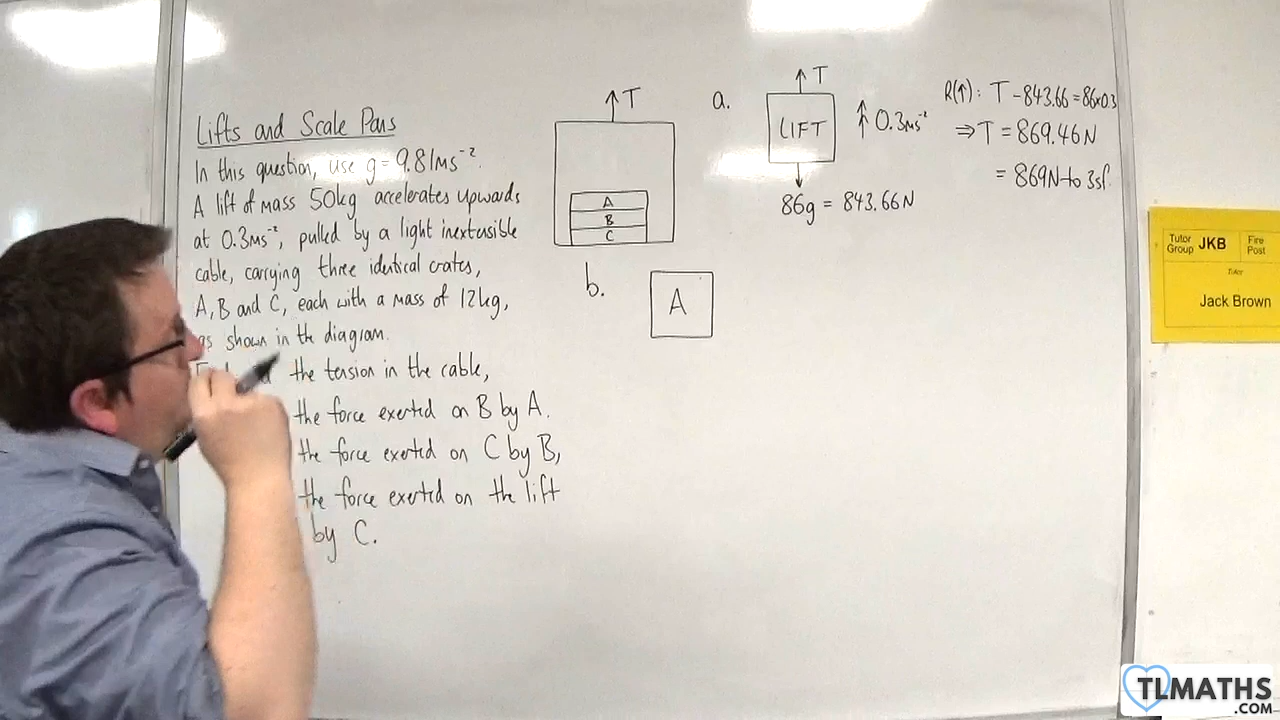 Lifts and Scale Pans
In this question, use g = 9.81ms⁻².
A lift of mass 50kg accelerates upwards
at 0.3ms⁻², pulled by a light inextensible
cable, carrying three identical crates,
A, B and C, each with a mass of 12kg,
as shown in the diagram.
the tension in the cable,
the force exerted on B by A.
the force exerted on C by B,
the force exerted on the lift
by C.
T
A
B
C
a.
T
LIFT
0.3ms⁻²
86g = 843.66N
R(↑): T - 843.66 = 86×0.3
⇒ T = 869.46N
= 869N to 3sf.
b.
A
Tutor Group JKB
Fire Post
Tutor
Jack Brown
TLMATHS
.COM